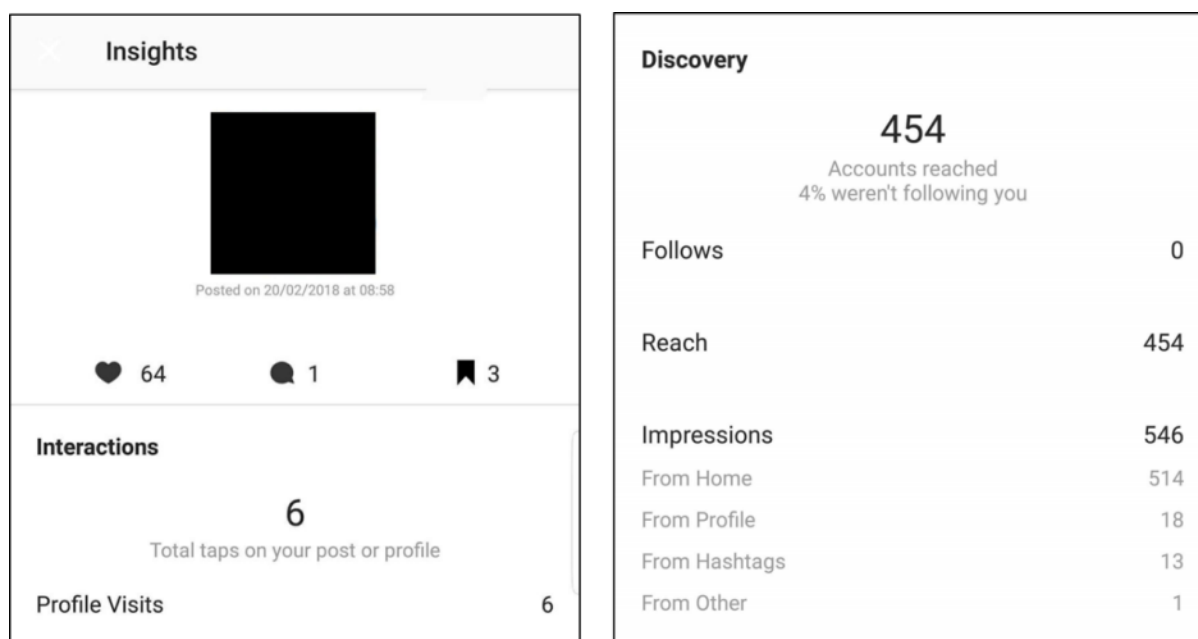 Insights
Posted on 20/02/2018 at 08:58
64 1 3
Interactions
6
Total taps on your post or profile
Profile Visits 6
Discovery
454
Accounts reached
4% weren't following you
Follows 0
Reach 454
Impressions 546
From Home 514
From Profile 18
From Hashtags 13
From Other 1